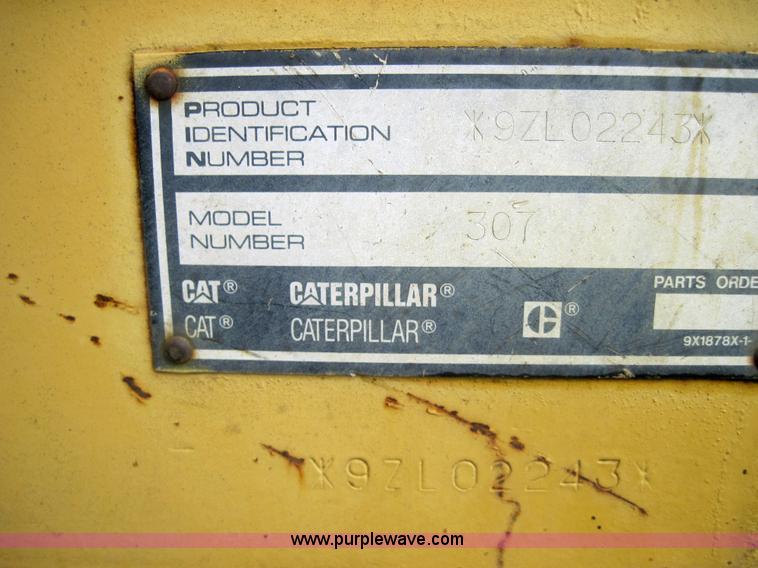 PRODUCT
IDENTIFICATION
NUMBER
*9ZL02243*
MODEL
NUMBER
307
CAT® CATERPILLAR®
CAT® CATERPILLAR®
C®
PARTS ORDE
9X1878X-1-
*9ZL02243*
www.purplewave.com